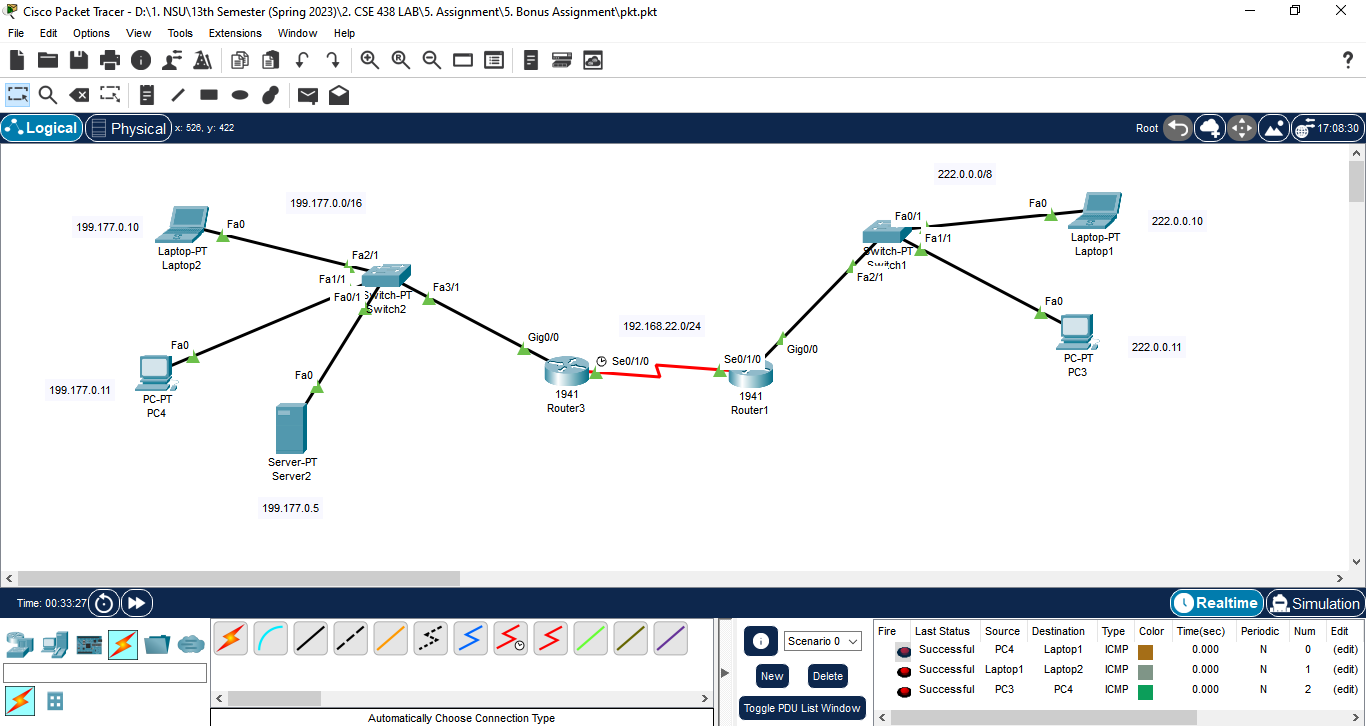 Cisco Packet Tracer - D:\1. NSU\13th Semester (Spring 2023)\2. CSE 438 LAB\5. Assignment\5. Bonus Assignment\pkt.pkt
File Edit Options View Tools Extensions Window Help
Logical Physical x: 526, y: 422 Root 17:08:30
222.0.0.0/8
199.177.0.0/16
199.177.0.10
Fa0
Laptop-PT
Laptop2
Fa2/1
Fa1/1
Fa0/1
Switch-PT
Switch2
Fa3/1
Fa0
PC-PT
PC4
199.177.0.11
Fa0
Server-PT
Server2
199.177.0.5
Gig0/0
192.168.22.0/24
Se0/1/0
1941
Router3
Se0/1/0
1941
Router1
Gig0/0
Fa0/1
Fa1/1
Switch-PT
Switch1
Fa2/1
Fa0
Laptop-PT
Laptop1
222.0.0.10
Fa0
PC-PT
PC3
222.0.0.11
Time: 00:33:27 Realtime Simulation
Automatically Choose Connection Type
Scenario 0
New Delete
Toggle PDU List Window
Fire Last Status Source Destination Type Color Time(sec) Periodic Num Edit
Successful PC4 Laptop1 ICMP 0.000 N 0 (edit)
Successful Laptop1 Laptop2 ICMP 0.000 N 1 (edit)
Successful PC3 PC4 ICMP 0.000 N 2 (edit)